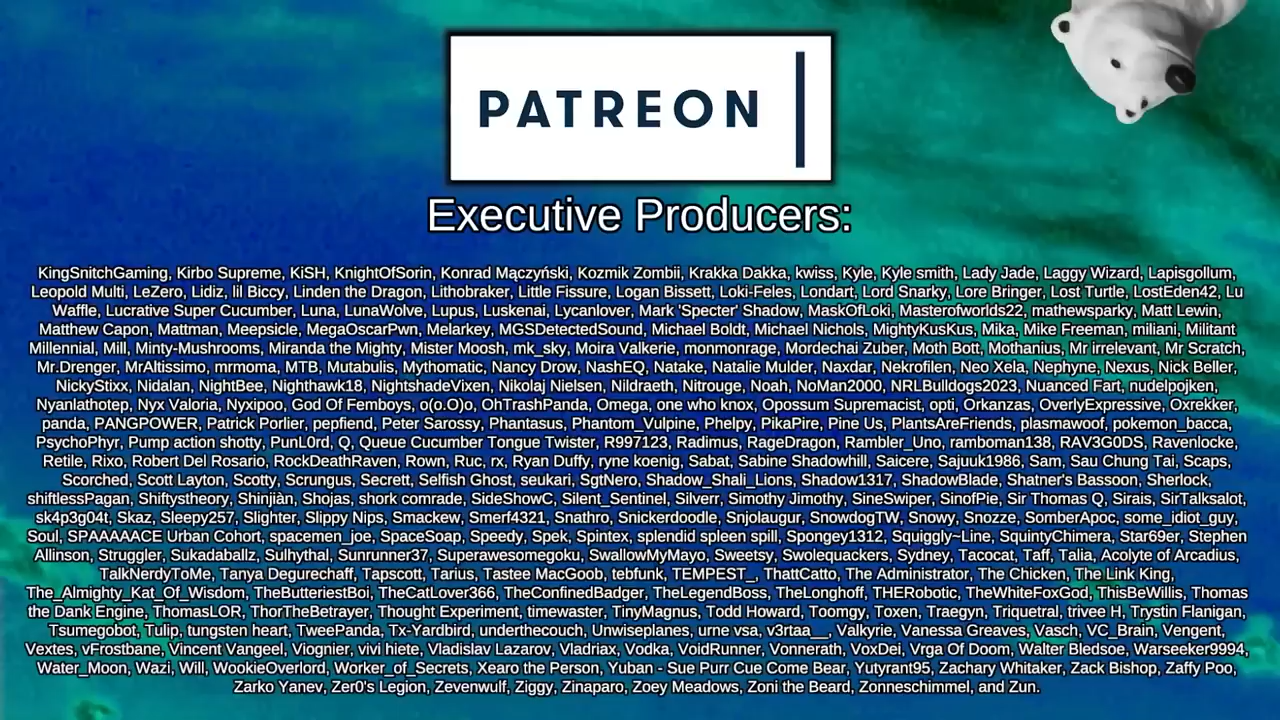 PATREON
Executive Producers:
KingSnitchGaming, Kirbo Supreme, KiSH, KnightOfSorin, Konrad Mączyński, Kozmik Zombii, Krakka Dakka, kwiss, Kyle, Kyle smith, Lady Jade, Laggy Wizard, Lapisgollum,
Leopold Multi, LeZero, Lidiz, lil Biccy, Linden the Dragon, Lithobraker, Little Fissure, Logan Bissett, Loki-Feles, Londart, Lord Snarky, Lore Bringer, Lost Turtle, LostEden42, Lu
Waffle, Lucrative Super Cucumber, Luna, LunaWolve, Lupus, Luskenai, Lycanlover, Mark 'Specter' Shadow, MaskOfLoki, Masterofworlds22, mathewsparky, Matt Lewin,
Matthew Capon, Mattman, Meepsicle, MegaOscarPwn, Melarkey, MGSDetectedSound, Michael Boldt, Michael Nichols, MightyKusKus, Mika, Mike Freeman, miliani, Militant
Millennial, Mill, Minty-Mushrooms, Miranda the Mighty, Mister Moosh, mk_sky, Moira Valkerie, monmonrage, Mordechai Zuber, Moth Bott, Mothanius, Mr irrelevant, Mr Scratch,
Mr.Drenger, MrAltissimo, mrmoma, MTB, Mutabulis, Mythomatic, Nancy Drow, NashEQ, Natake, Natalie Mulder, Naxdar, Nekrofilen, Neo Xela, Nephyne, Nexus, Nick Beller,
NickyStixx, Nidalan, NightBee, Nighthawk18, NightshadeVixen, Nikolaj Nielsen, Nildraeth, Nitrouge, Noah, NoMan2000, NRLBulldogs2023, Nuanced Fart, nudelpojken,
Nyanlathotep, Nyx Valoria, Nyxipoo, God Of Femboys, o(o.O)o, OhTrashPanda, Omega, one who knox, Opossum Supremacist, opti, Orkanzas, OverlyExpressive, Oxrekker,
panda, PANGPOWER, Patrick Porlier, pepfiend, Peter Sarossy, Phantasus, Phantom_Vulpine, Phelpy, PikaPire, Pine Us, PlantsAreFriends, plasmawoof, pokemon_bacca,
PsychoPhyr, Pump action shotty, PunL0rd, Q, Queue Cucumber Tongue Twister, R997123, Radimus, RageDragon, Rambler_Uno, ramboman138, RAV3G0DS, Ravenlocke,
Retile, Rixo, Robert Del Rosario, RockDeathRaven, Rown, Ruc, rx, Ryan Duffy, ryne koenig, Sabat, Sabine Shadowhill, Saicere, Sajuuk1986, Sam, Sau Chung Tai, Scaps,
Scorched, Scott Layton, Scotty, Scrungus, Secrett, Selfish Ghost, seukari, SgtNero, Shadow_Shali_Lions, Shadow1317, ShadowBlade, Shatner's Bassoon, Sherlock,
shiftlessPagan, Shiftystheory, Shinjiàn, Shojas, shork comrade, SideShowC, Silent_Sentinel, Silverr, Simothy Jimothy, SineSwiper, SinofPie, Sir Thomas Q, Sirais, SirTalksalot,
sk4p3g04t, Skaz, Sleepy257, Slighter, Slippy Nips, Smackew, Smerf4321, Snathro, Snickerdoodle, Snjolaugur, SnowdogTW, Snowy, Snozze, SomberApoc, some_idiot_guy,
Soul, SPAAAAACE Urban Cohort, spacemen_joe, SpaceSoap, Speedy, Spek, Spintex, splendid spleen spill, Spongey1312, Squiggly~Line, SquintyChimera, Star69er, Stephen
Allinson, Struggler, Sukadaballz, Sulhythal, Sunrunner37, Superawesomegoku, SwallowMyMayo, Sweetsy, Swolequackers, Sydney, Tacocat, Taff, Talia, Acolyte of Arcadius,
TalkNerdyToMe, Tanya Degurechaff, Tapscott, Tarius, Tastee MacGoob, tebfunk, TEMPEST_, ThattCatto, The Administrator, The Chicken, The Link King,
The_Almighty_Kat_Of_Wisdom, TheButteriestBoi, TheCatLover366, TheConfinedBadger, TheLegendBoss, TheLonghoff, THERobotic, TheWhiteFoxGod, ThisBeWillis, Thomas
the Dank Engine, ThomasLOR, ThorTheBetrayer, Thought Experiment, timewaster, TinyMagnus, Todd Howard, Toomgy, Toxen, Traegyn, Triquetral, trivee H, Trystin Flanigan,
Tsumegobot, Tulip, tungsten heart, TweePanda, Tx-Yardbird, underthecouch, Unwiseplanes, urne vsa, v3rtaa__, Valkyrie, Vanessa Greaves, Vasch, VC_Brain, Vengent,
Vextes, vFrostbane, Vincent Vangeel, Viognier, vivi hiete, Vladislav Lazarov, Vladriax, Vodka, VoidRunner, Vonnerath, VoxDei, Vrga Of Doom, Walter Bledsoe, Warseeker9994,
Water_Moon, Wazi, Will, WookieOverlord, Worker_of_Secrets, Xearo the Person, Yuban - Sue Purr Cue Come Bear, Yutyrant95, Zachary Whitaker, Zack Bishop, Zaffy Poo,
Zarko Yanev, Zer0's Legion, Zevenwulf, Ziggy, Zinaparo, Zoey Meadows, Zoni the Beard, Zonneschimmel, and Zun.